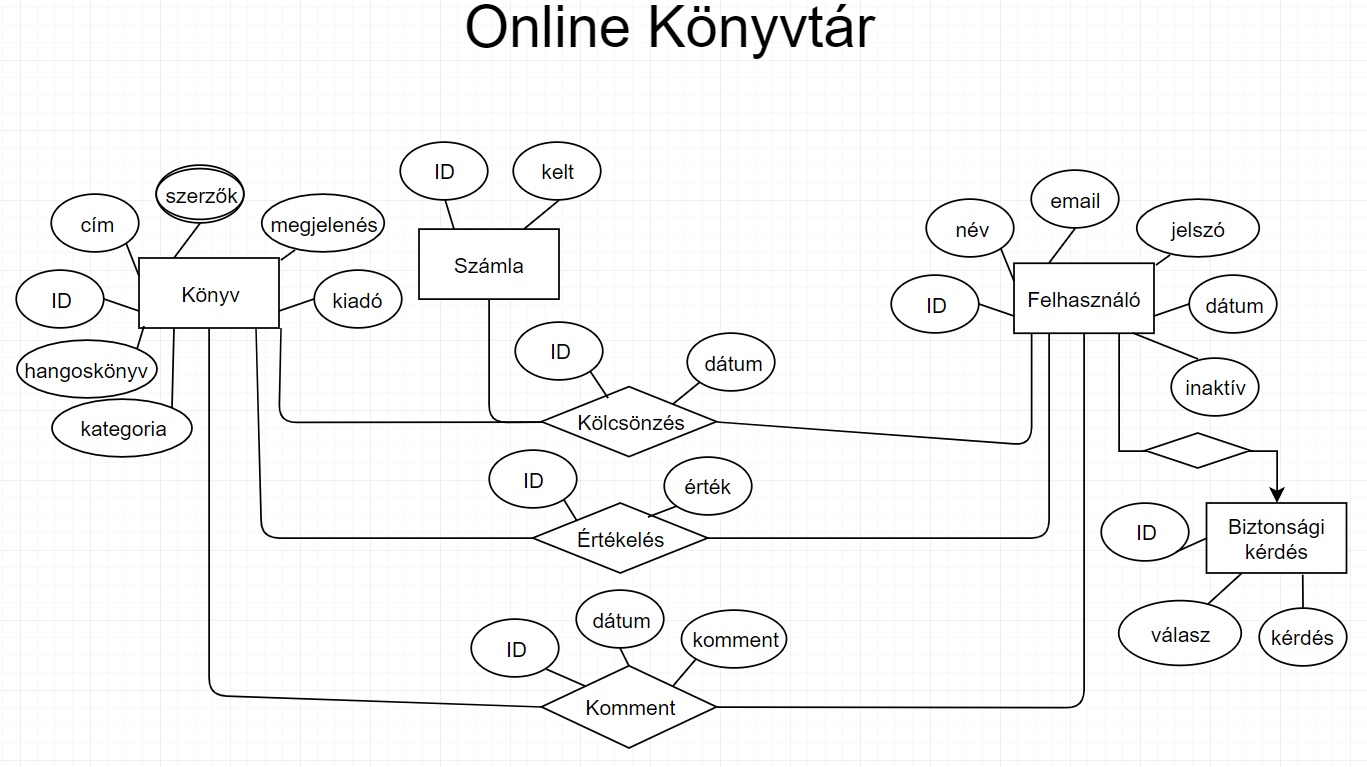 Online Könyvtár
ID
kelt
szerzők
cím
megjelenés
email
név
jelszó
Számla
Könyv
ID
kiadó
Felhasználó
ID
dátum
hangoskönyv
kategoria
ID
dátum
inaktív
Kölcsönzés
ID
érték
Értékelés
ID
Biztonsági
kérdés
dátum
komment
ID
válasz
kérdés
Komment